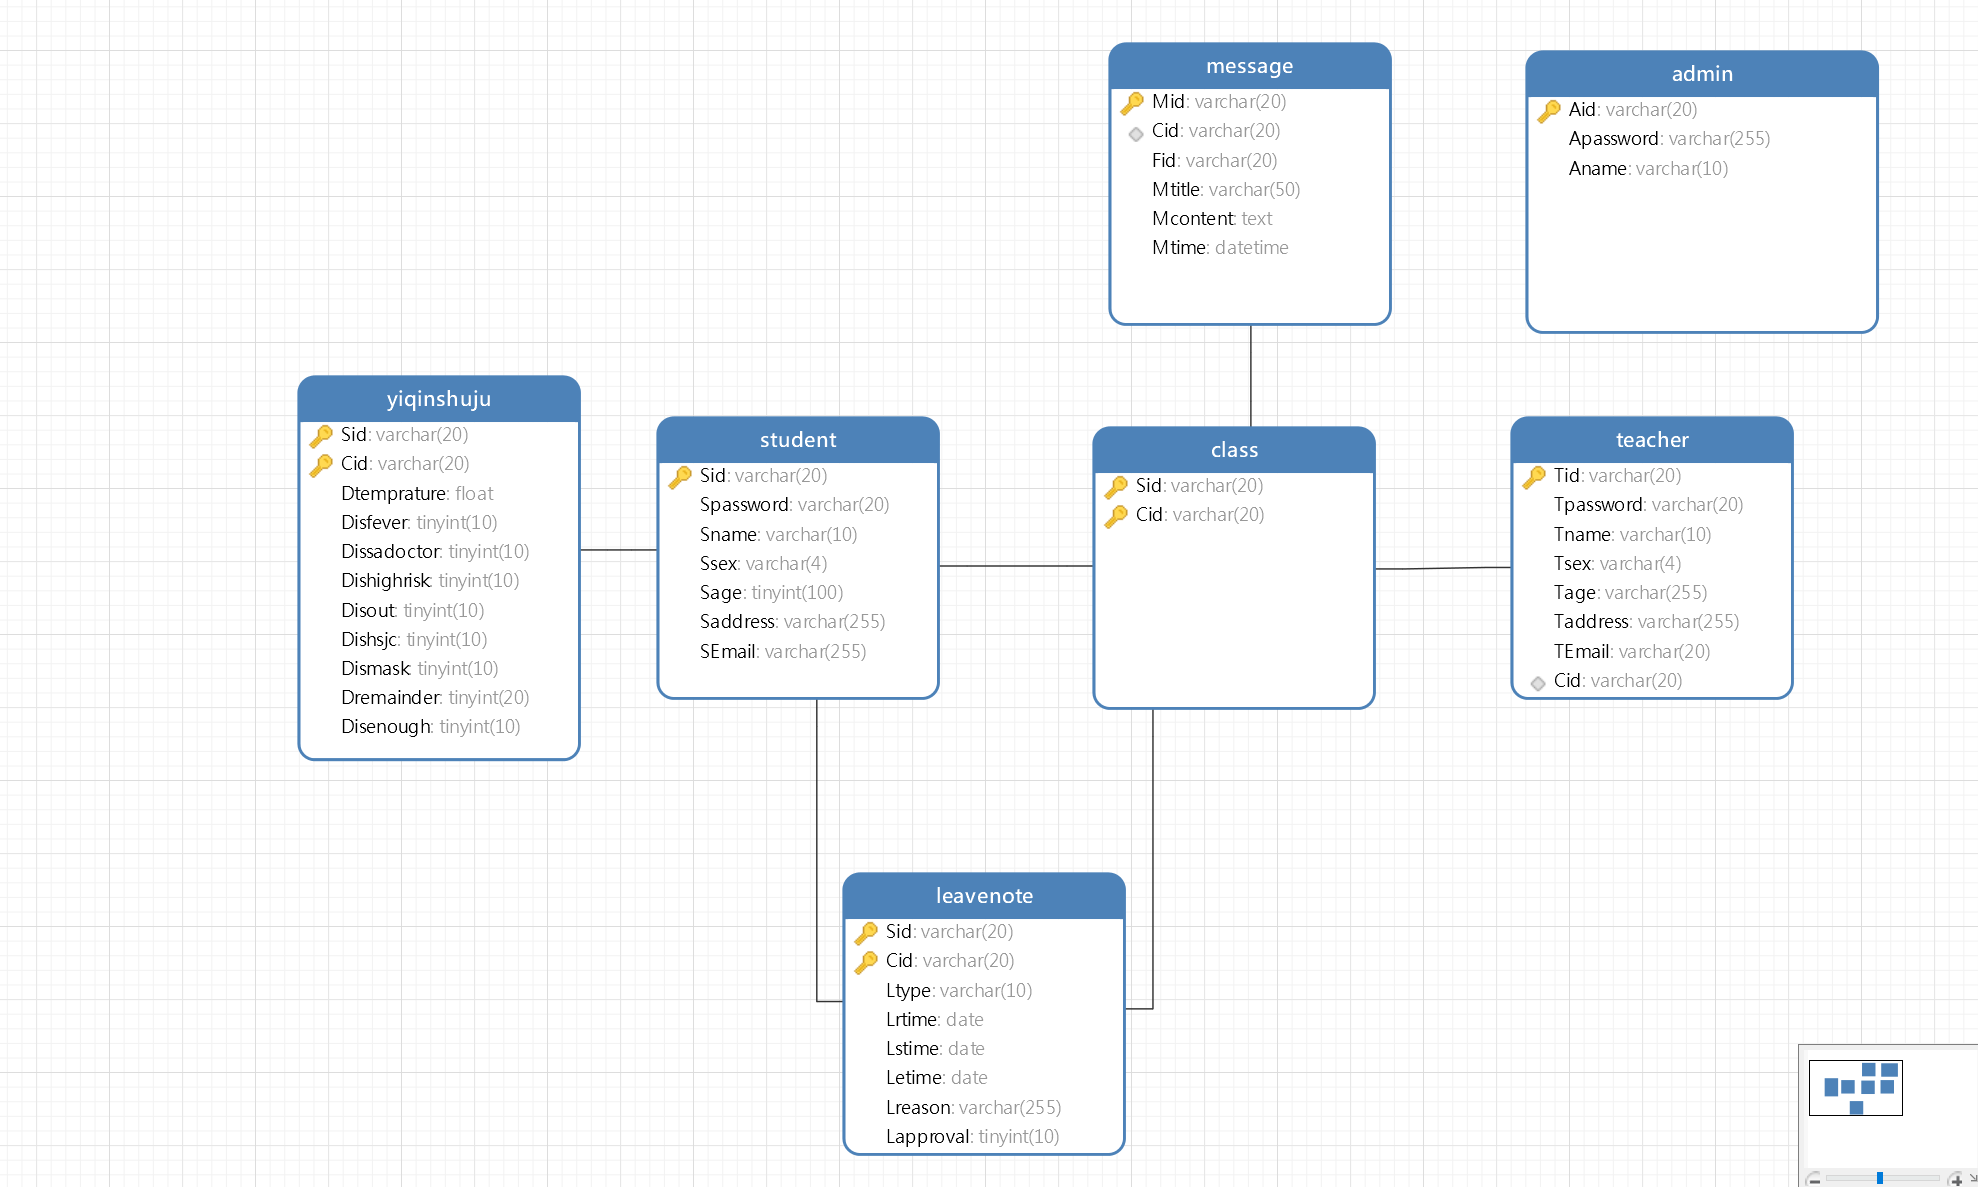 message
Mid: varchar(20)
Cid: varchar(20)
Fid: varchar(20)
Mtitle: varchar(50)
Mcontent: text
Mtime: datetime
admin
Aid: varchar(20)
Apassword: varchar(255)
Aname: varchar(10)
yiqinshuju
Sid: varchar(20)
Cid: varchar(20)
Dtemprature: float
Disfever: tinyint(10)
Dissadoctor: tinyint(10)
Dishighrisk: tinyint(10)
Disout: tinyint(10)
Dishsjc: tinyint(10)
Dismask: tinyint(10)
Dremainder: tinyint(20)
Disenough: tinyint(10)
student
Sid: varchar(20)
Spassword: varchar(20)
Sname: varchar(10)
Ssex: varchar(4)
Sage: tinyint(100)
Saddress: varchar(255)
SEmail: varchar(255)
class
Sid: varchar(20)
Cid: varchar(20)
teacher
Tid: varchar(20)
Tpassword: varchar(20)
Tname: varchar(10)
Tsex: varchar(4)
Tage: varchar(255)
Taddress: varchar(255)
TEmail: varchar(20)
Cid: varchar(20)
leavenote
Sid: varchar(20)
Cid: varchar(20)
Ltype: varchar(10)
Lrtime: date
Lstime: date
Letime: date
Lreason: varchar(255)
Lapproval: tinyint(10)